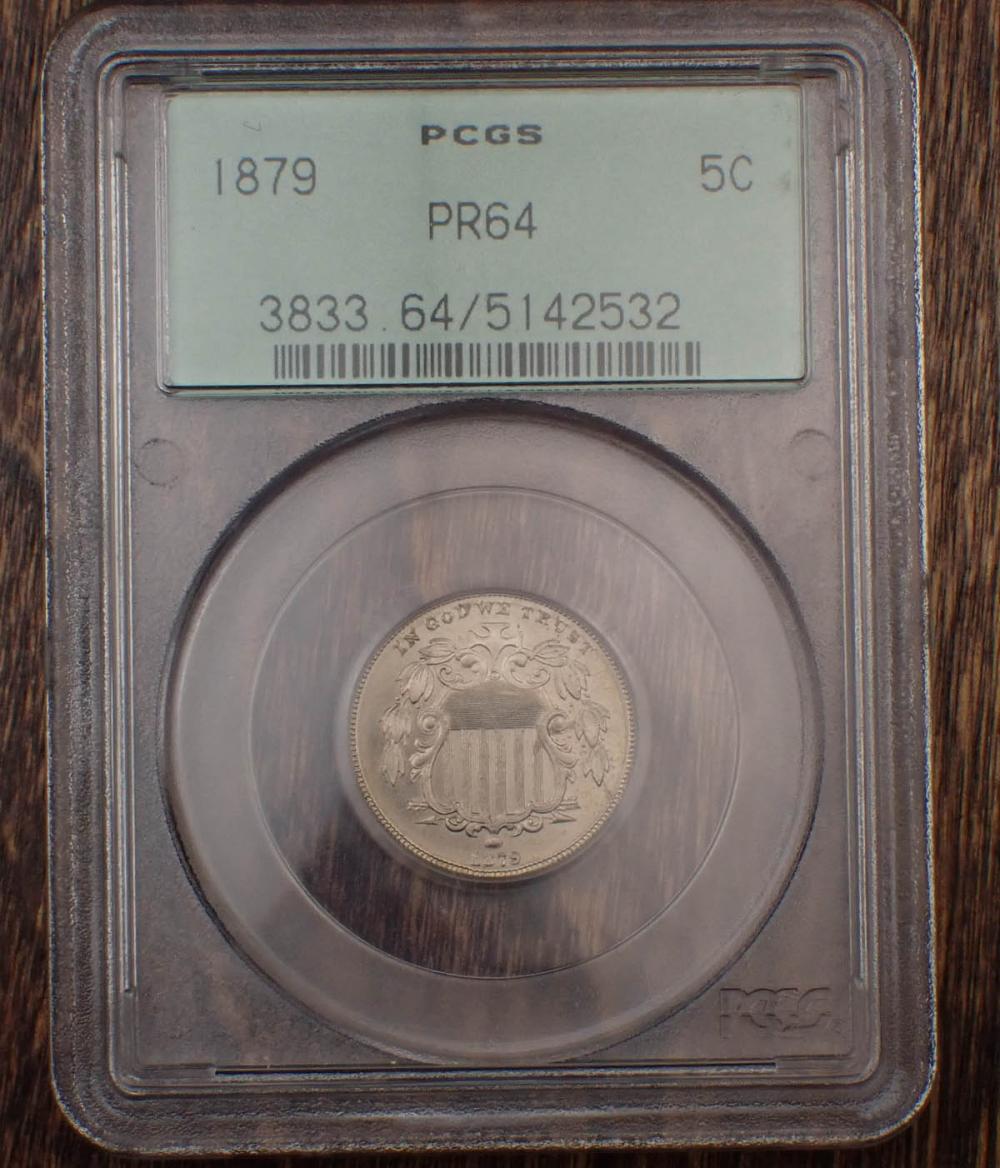 PCGS
1879 5C
PR64
3833.64/5142532
IN GOD WE TRUST
1879
PCGS